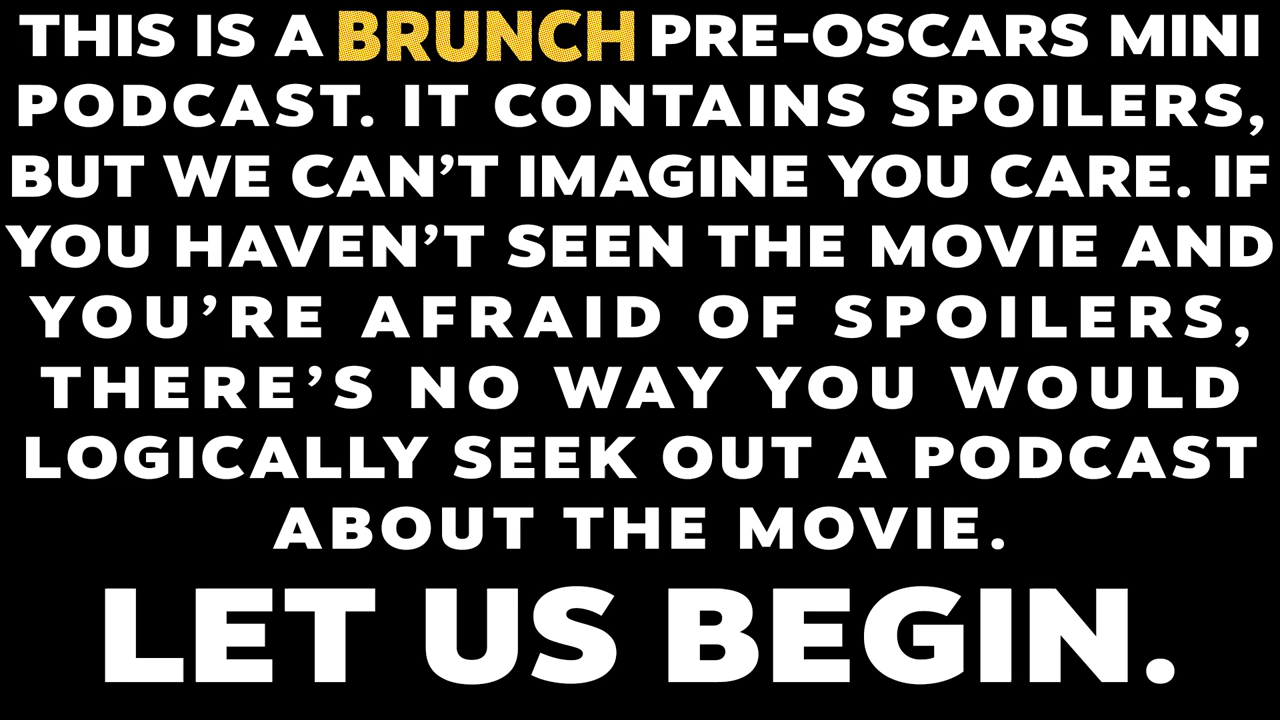 THIS IS A BRUNCH PRE-OSCARS MINI
PODCAST. IT CONTAINS SPOILERS,
BUT WE CAN'T IMAGINE YOU CARE. IF
YOU HAVEN'T SEEN THE MOVIE AND
YOU'RE AFRAID OF SPOILERS,
THERE'S NO WAY YOU WOULD
LOGICALLY SEEK OUT A PODCAST
ABOUT THE MOVIE.
LET US BEGIN.